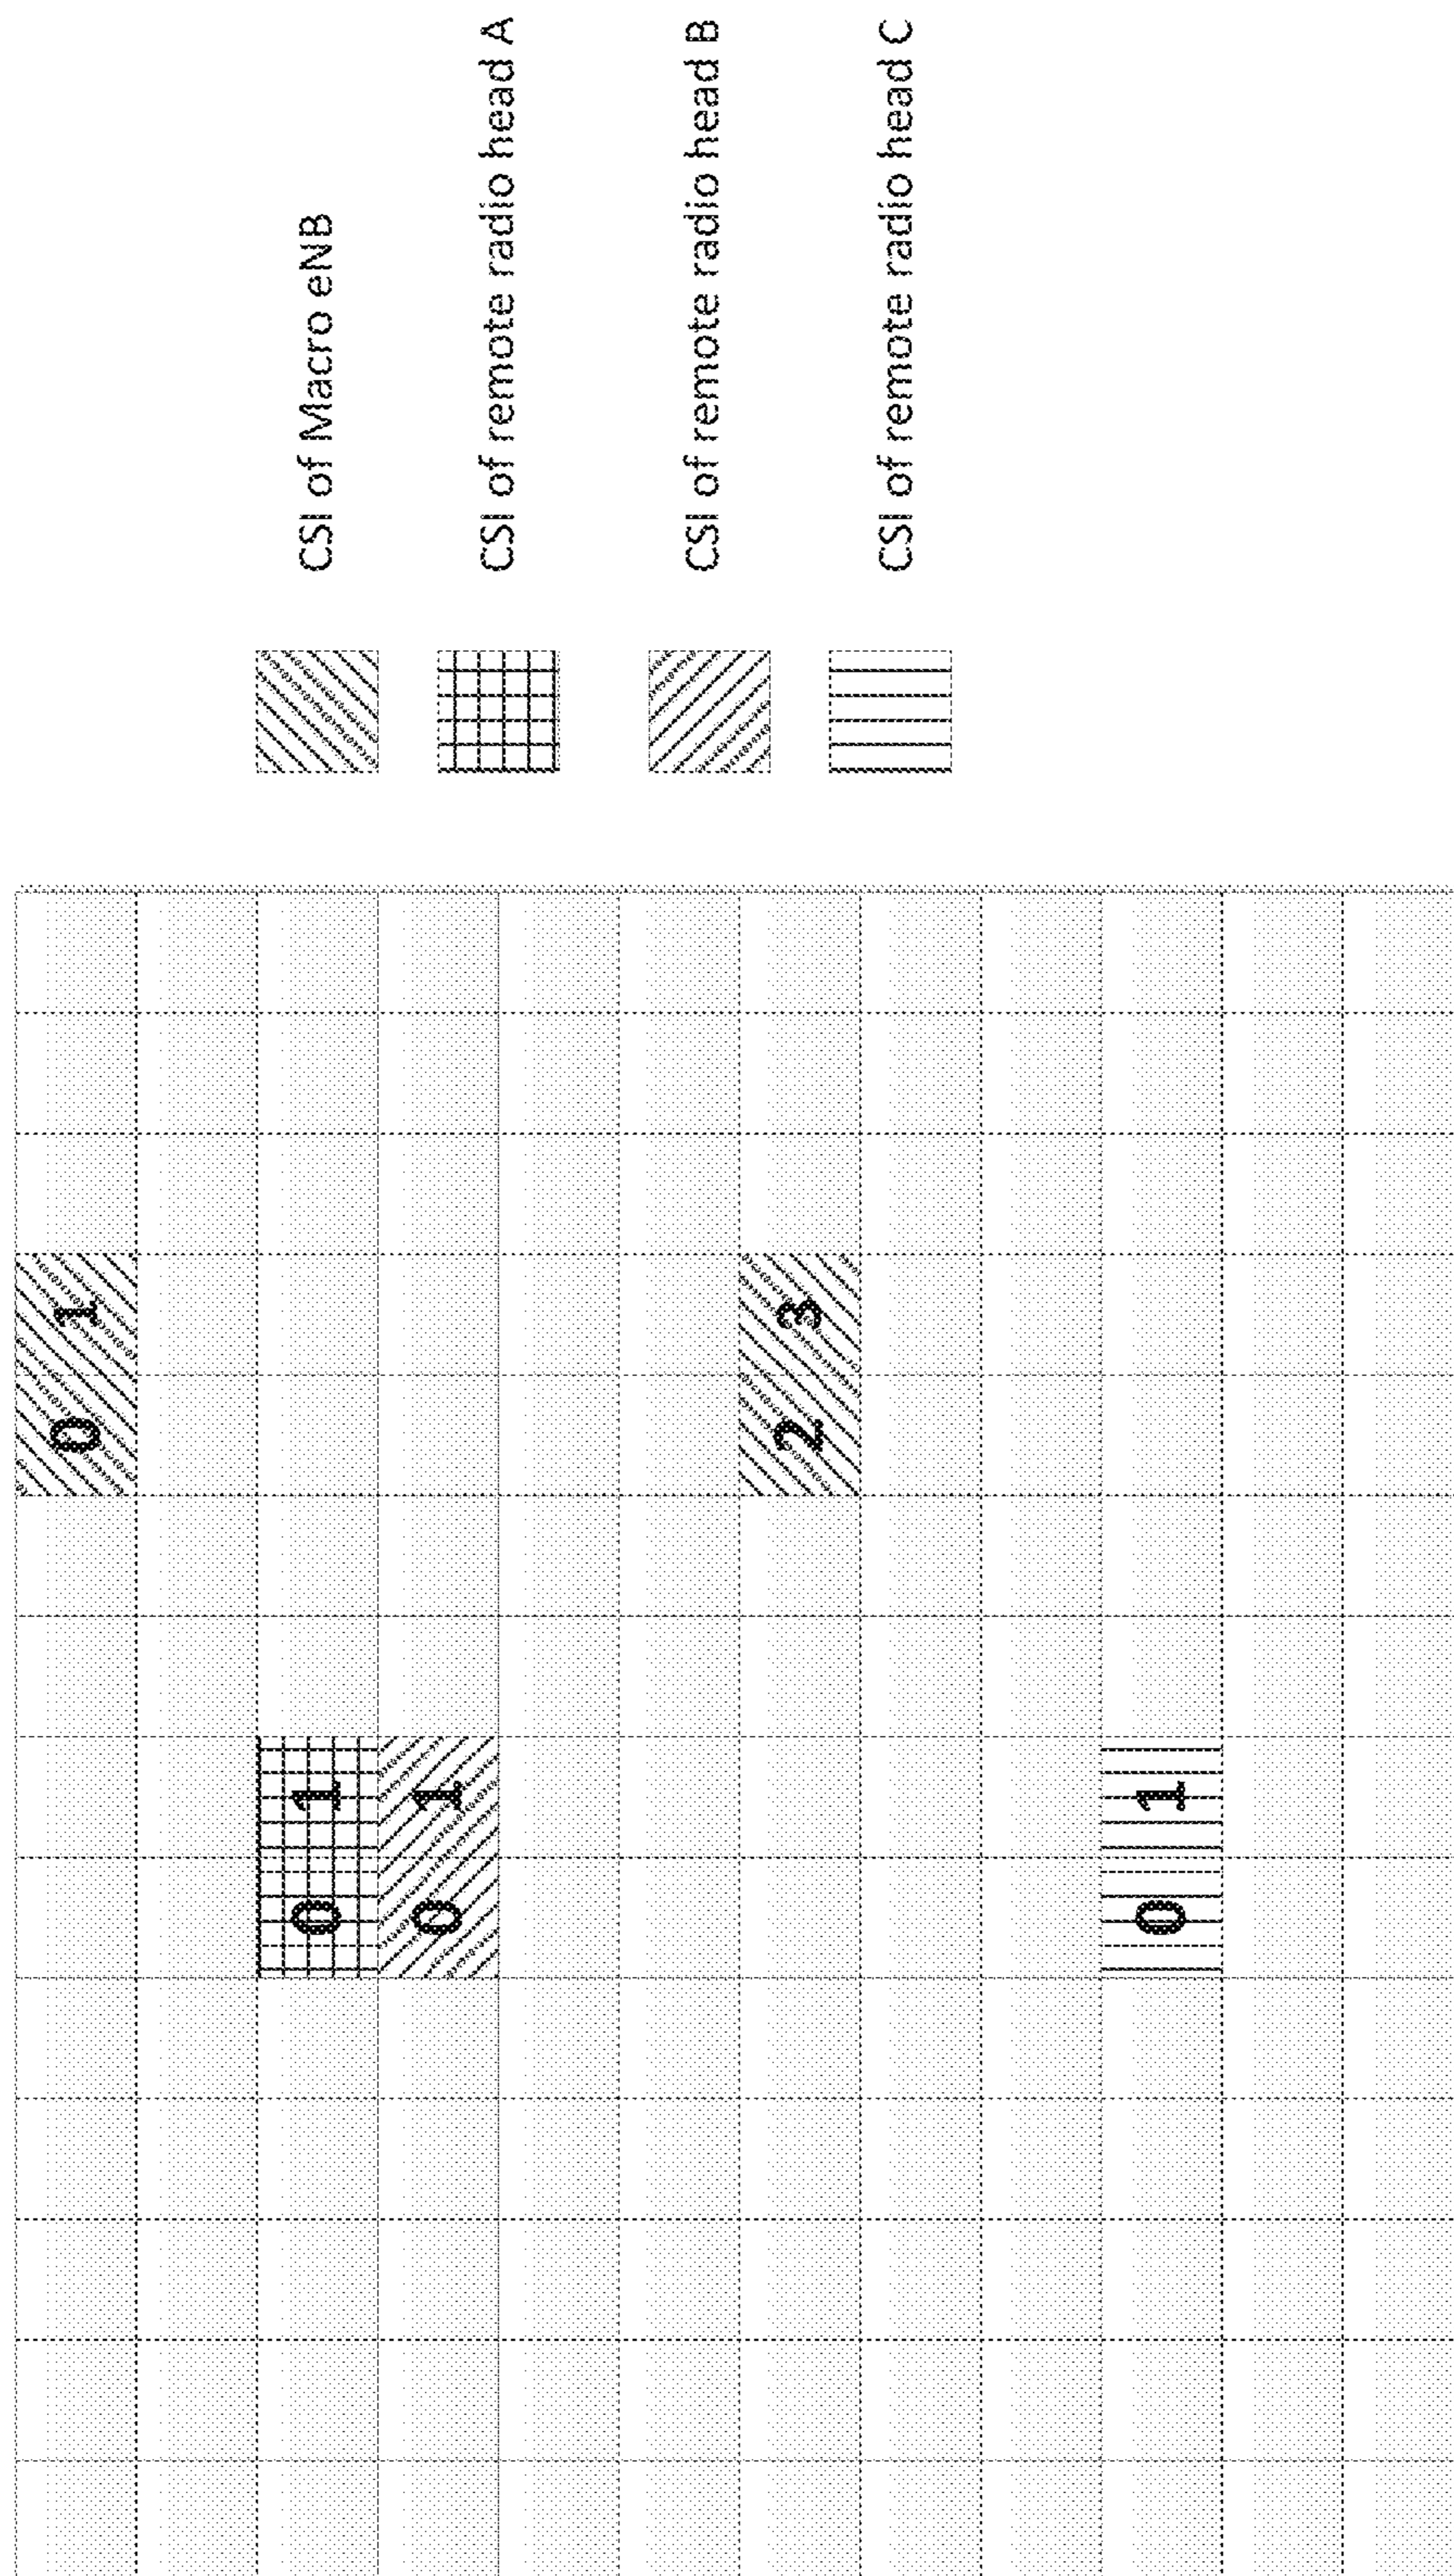 0 1
0 1
0 1
2 3
0 1
CSI of Macro eNB
CSI of remote radio head A
CSI of remote radio head B
CSI of remote radio head C